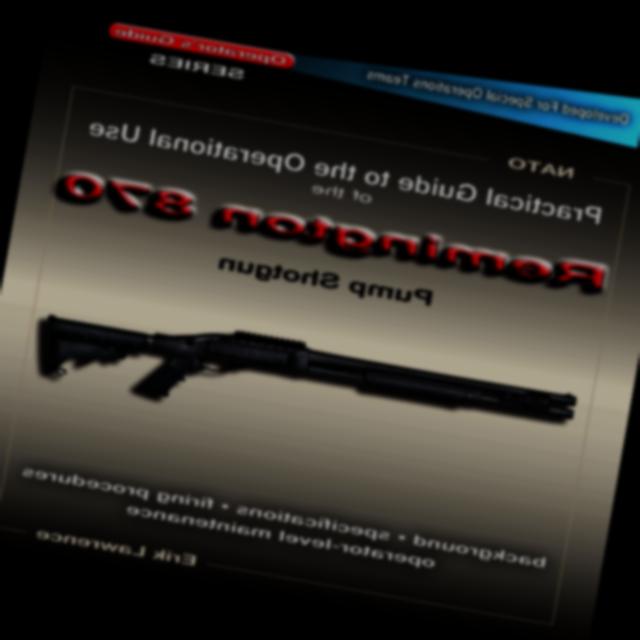 Operator's Guide
SERIES
Developed For Special Operations Teams
NATO
Practical Guide to the Operational Use
of the
Remington 870
Pump Shotgun
background • specifications • firing procedures
operator-level maintenance
Erik Lawrence